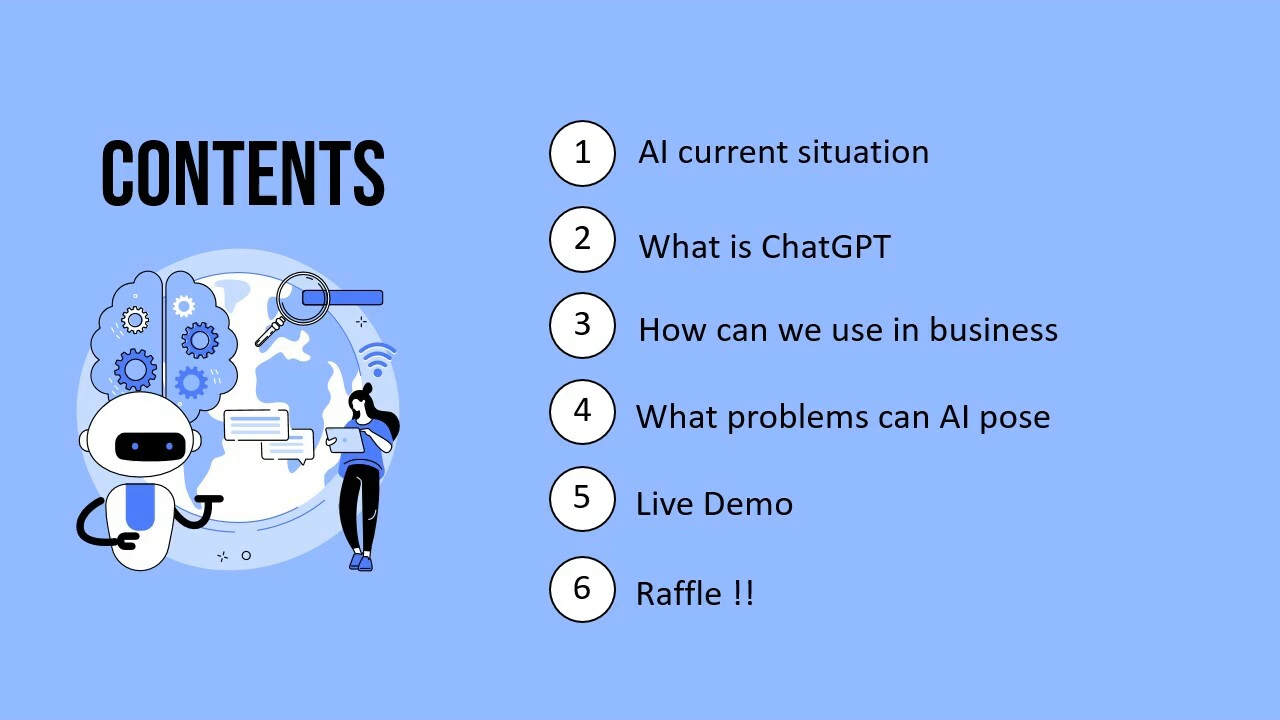 CONTENTS
1 AI current situation
2 What is ChatGPT
3 How can we use in business
4 What problems can AI pose
5 Live Demo
6 Raffle !!